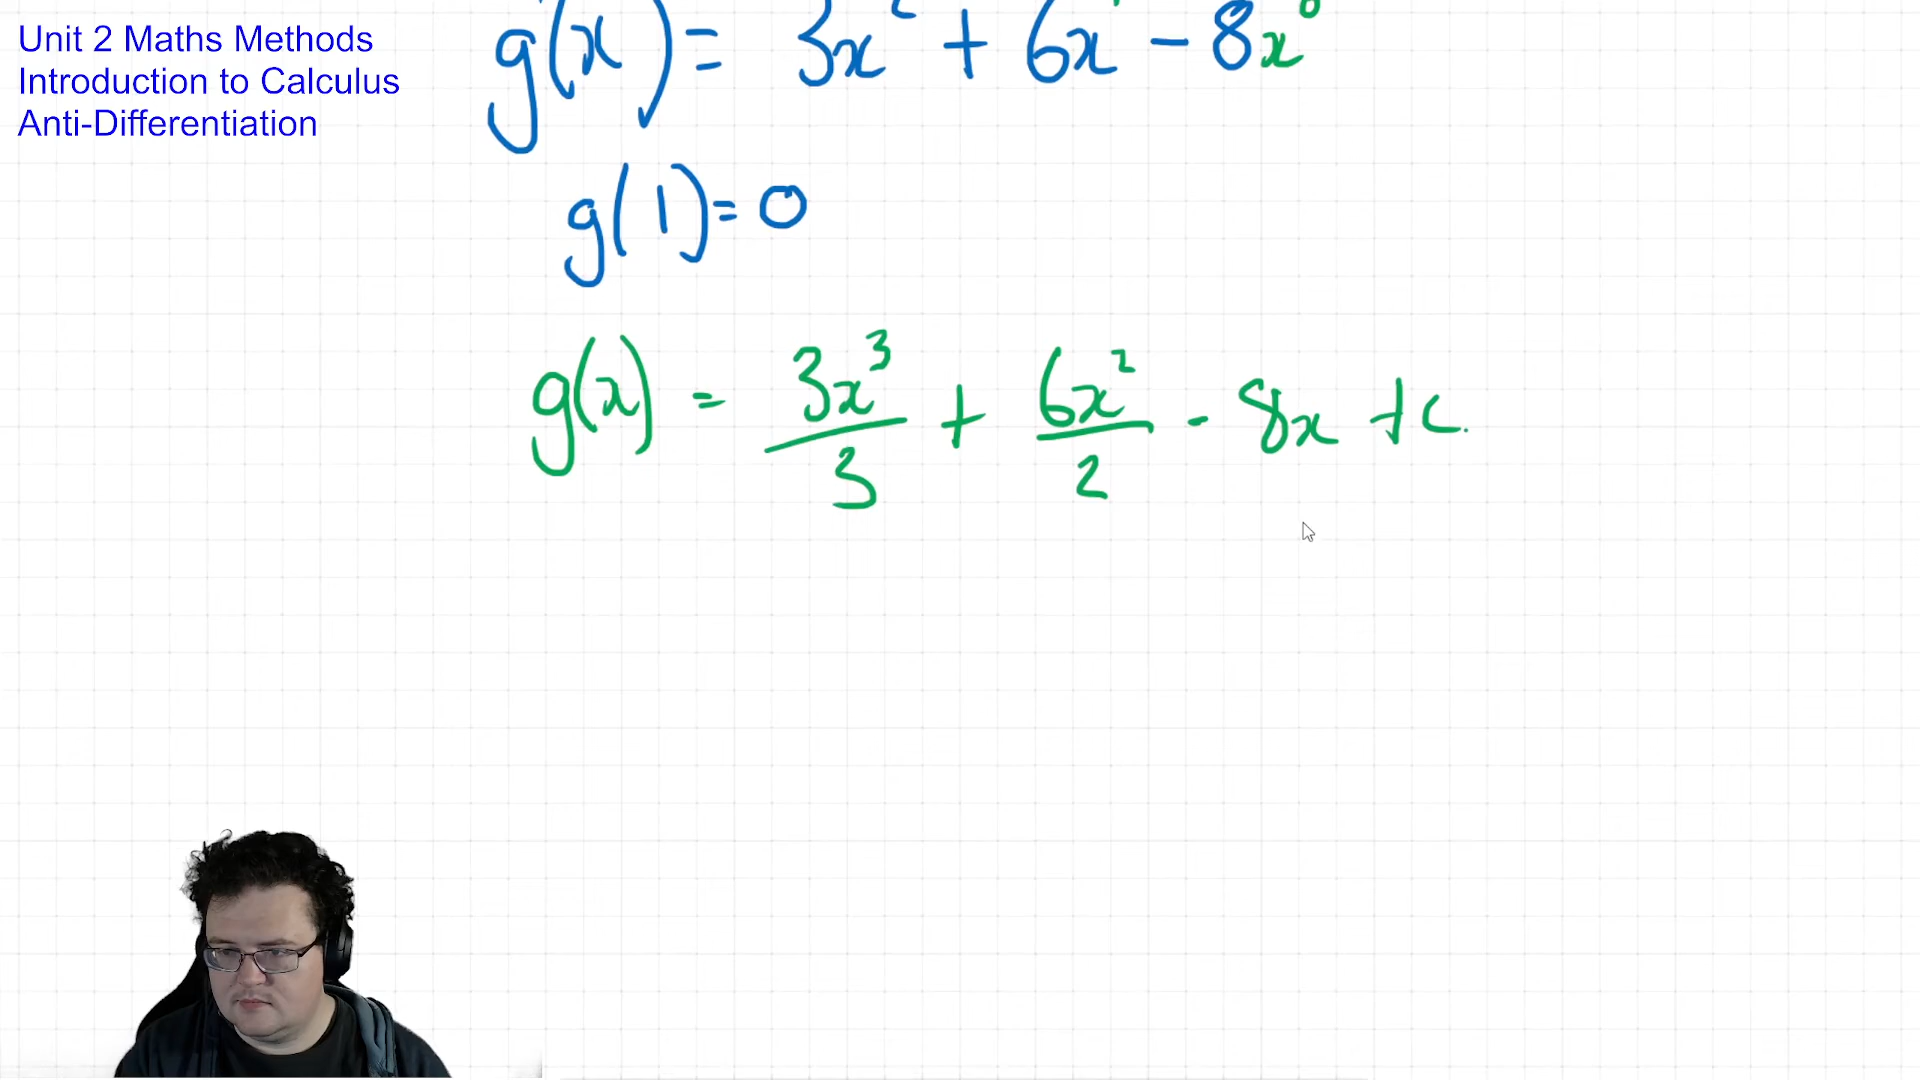 Unit 2 Maths Methods
Introduction to Calculus
Anti-Differentiation
g'(x) = 3x² + 6x¹ - 8x⁰
g(1) = 0
g(x) = 3x³/3 + 6x²/2 - 8x + c.